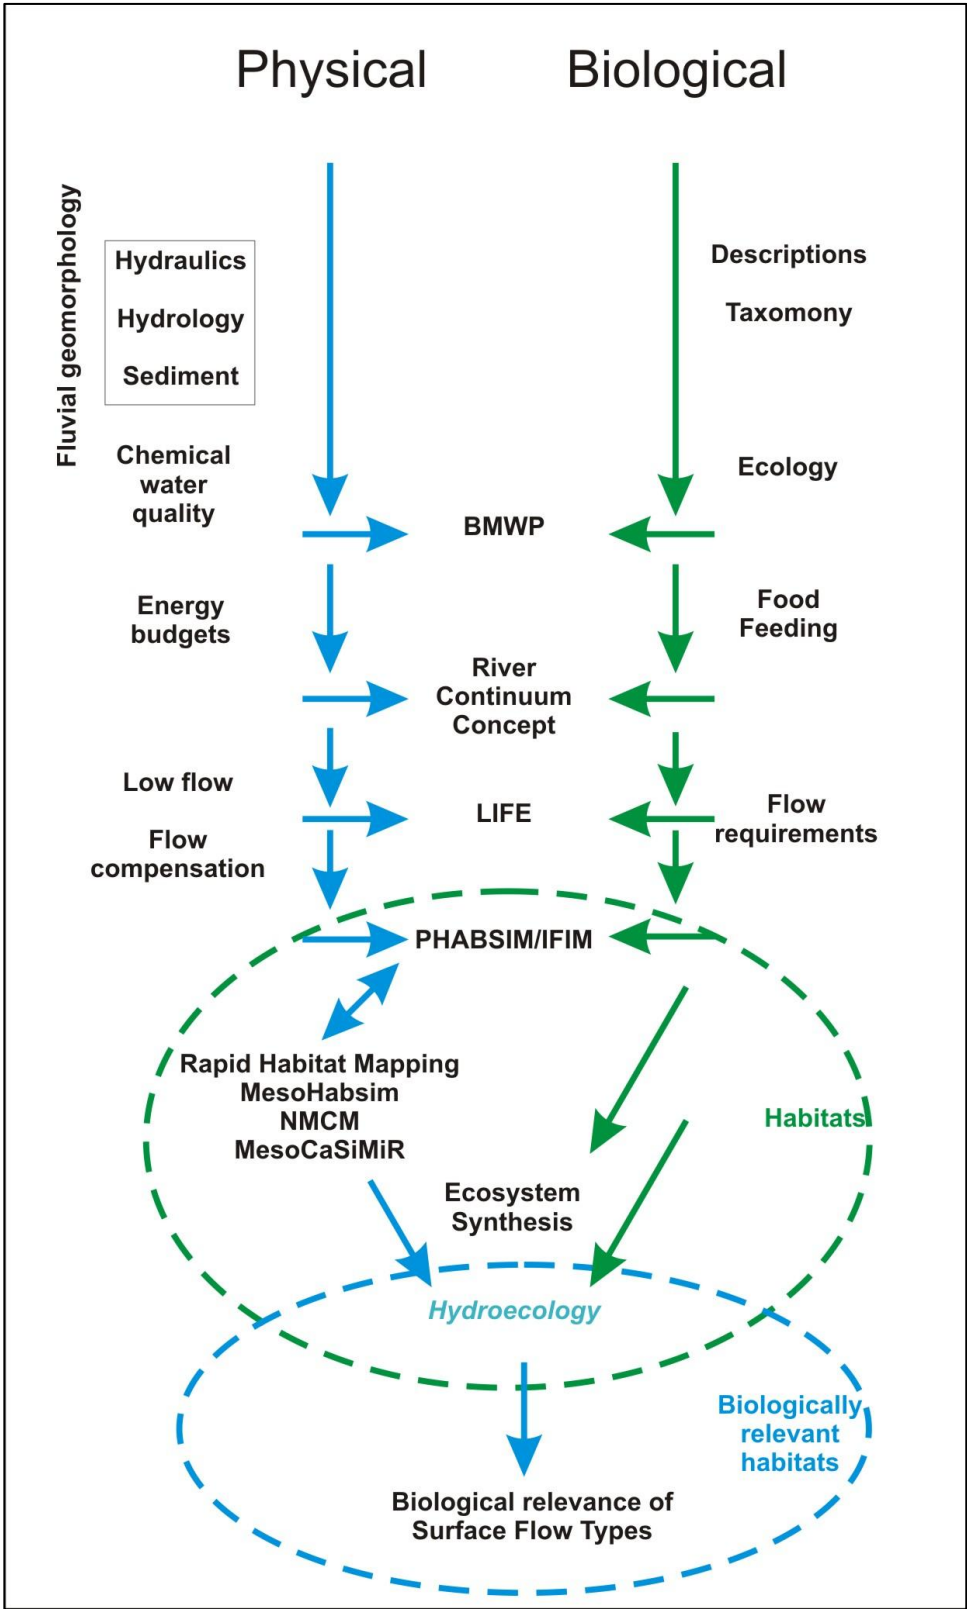 Physical
Biological
Fluvial geomorphology
Hydraulics
Hydrology
Sediment
Descriptions
Taxomony
Chemical
water
quality
Ecology
BMWP
Energy
budgets
Food
Feeding
River
Continuum
Concept
Low flow
Flow
compensation
LIFE
Flow
requirements
PHABSIM/IFIM
Rapid Habitat Mapping
MesoHabsim
NMCM
MesoCaSiMiR
Habitats
Ecosystem
Synthesis
Hydroecology
Biologically
relevant
habitats
Biological relevance of
Surface Flow Types